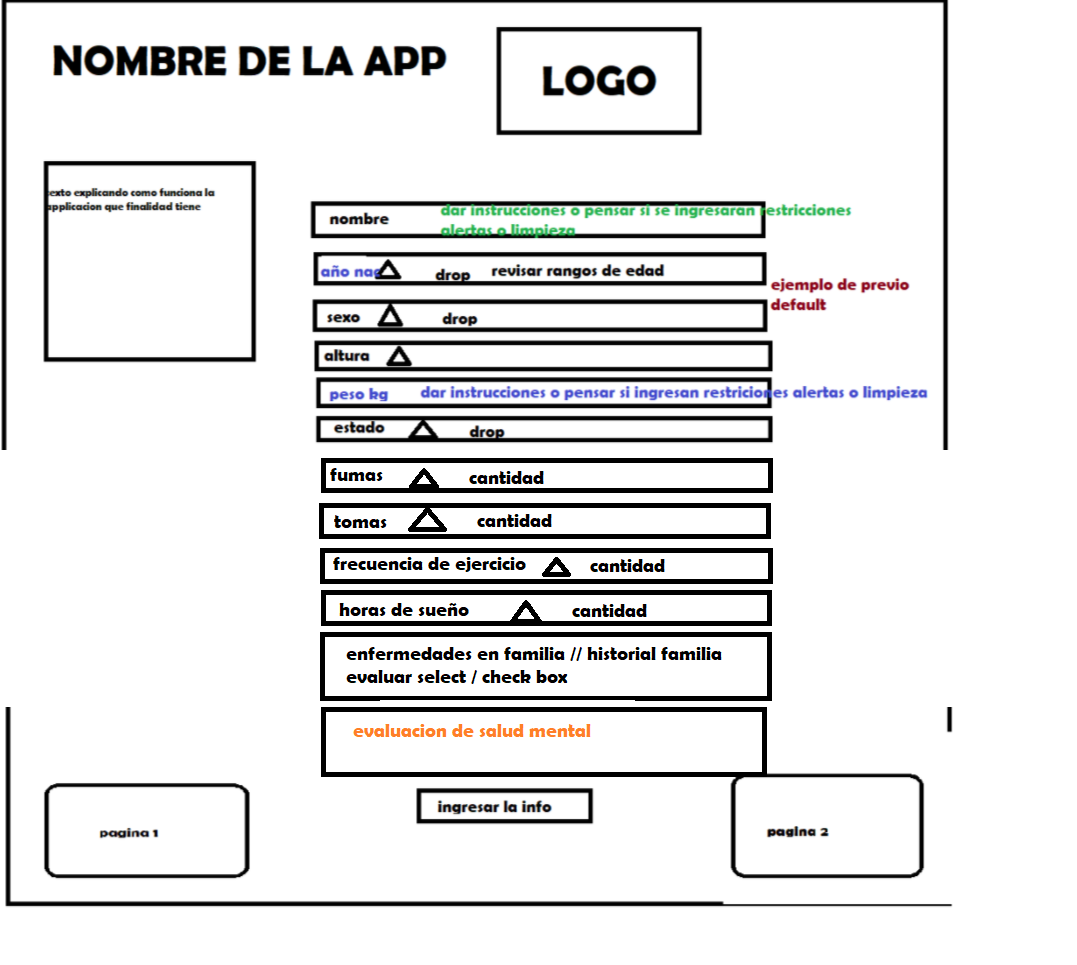 NOMBRE DE LA APP
LOGO
texto explicando como funciona la
applicacion que finalidad tiene
nombre
dar instrucciones o pensar si se ingresaran restricciones
alertas o limpieza
año nac
drop
revisar rangos de edad
ejemplo de previo
default
sexo
drop
altura
peso kg
dar instrucciones o pensar si ingresan restriciones alertas o limpieza
estado
drop
fumas
cantidad
tomas
cantidad
frecuencia de ejercicio
cantidad
horas de sueño
cantidad
enfermedades en familia // historial familia
evaluar select / check box
evaluacion de salud mental
ingresar la info
pagina 1
pagina 2